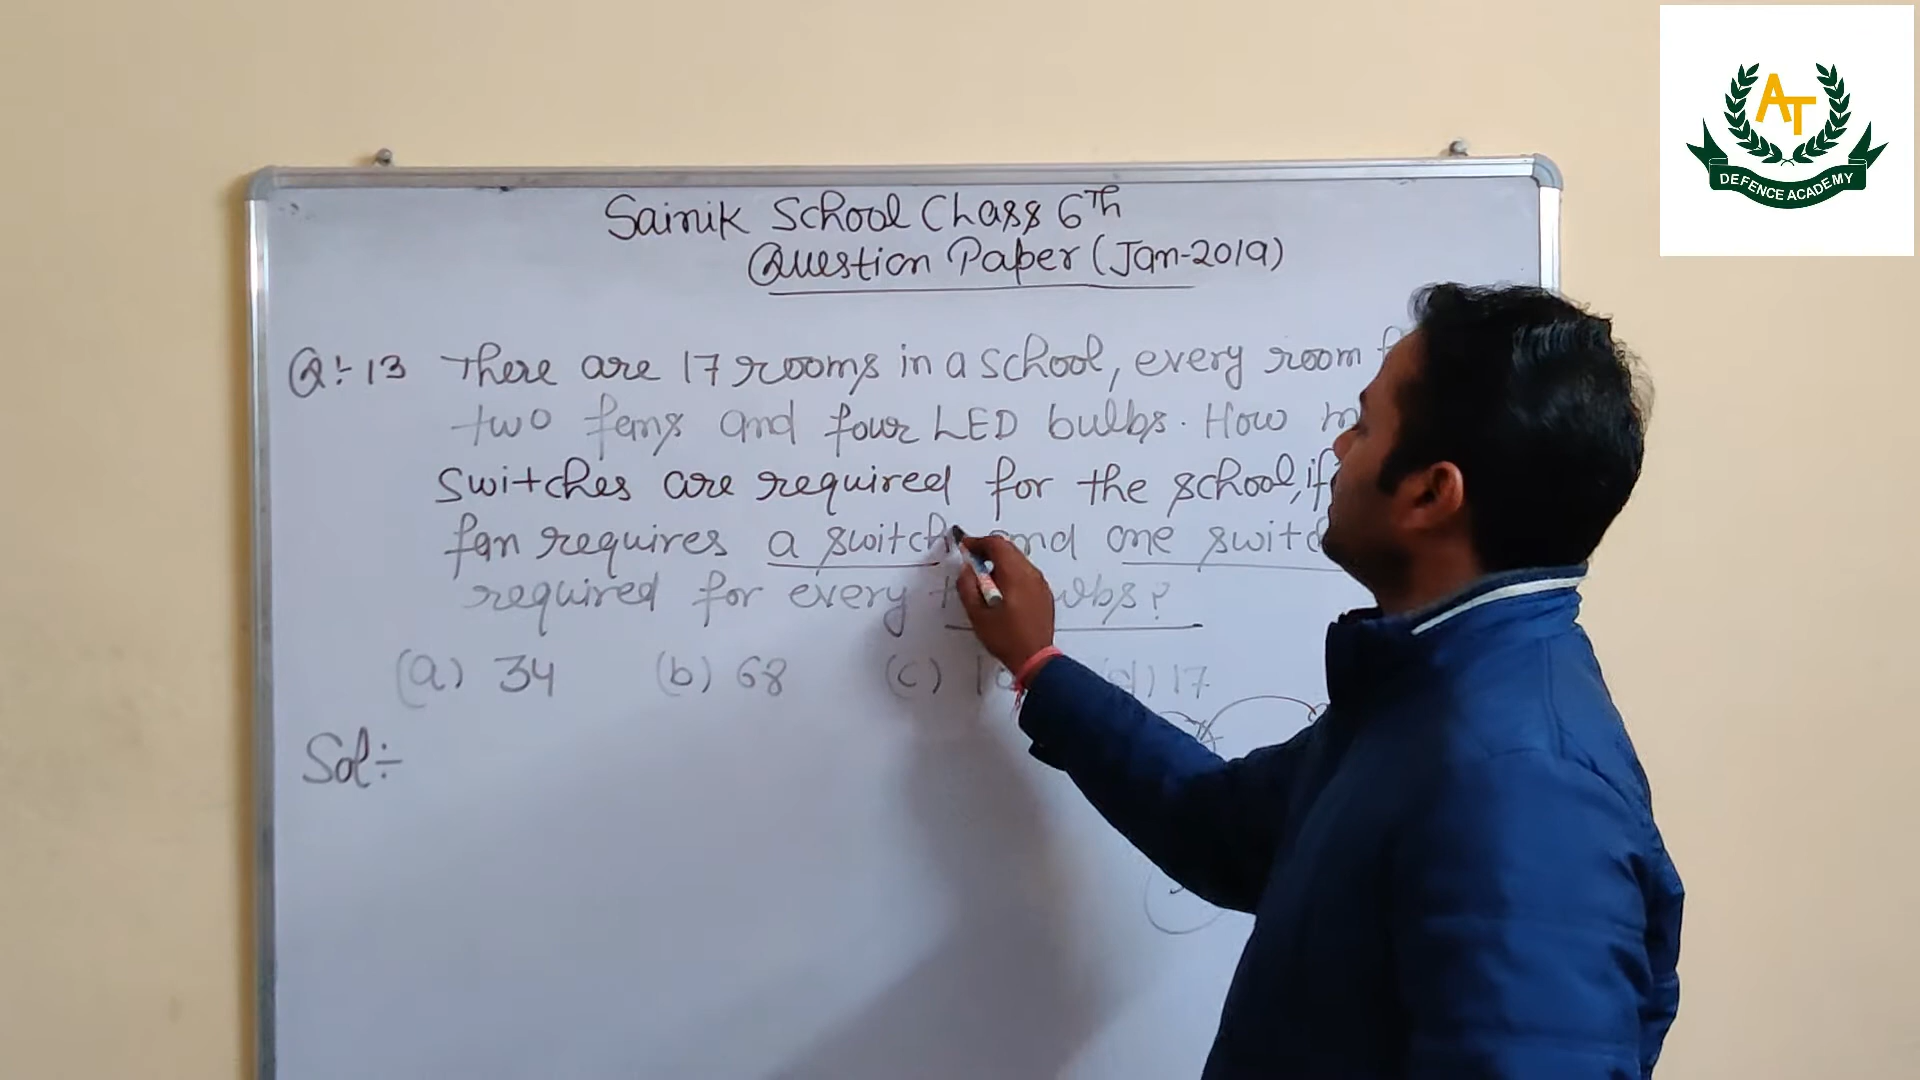 AT
DEFENCE ACADEMY
Sainik School Class 6Th
Question Paper (Jan-2019)
Q:- 13 There are 17 rooms in a school, every room
two fans and four LED bulbs. How
switches are required for the school, if
fan requires a switch and one
required for every bulbs?
(a) 34 (b) 68 (c) (d) 17
Sol:-